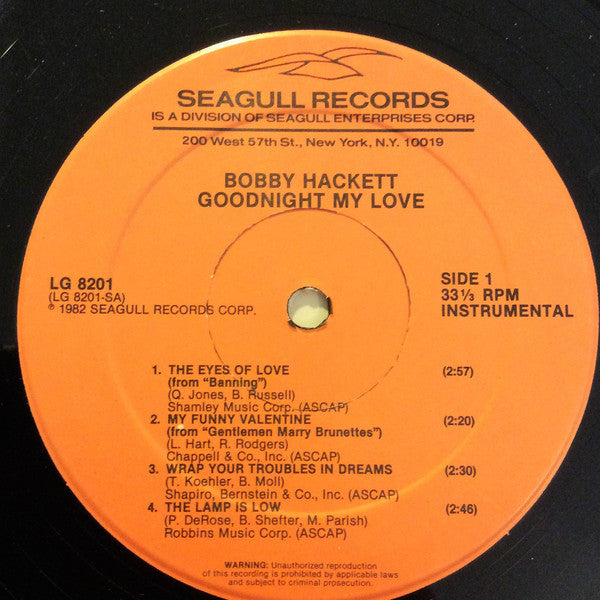 SEAGULL RECORDS
IS A DIVISION OF SEAGULL ENTERPRISES CORP.
200 West 57th St., New York, N.Y. 10019
BOBBY HACKETT
GOODNIGHT MY LOVE
LG 8201
(LG 8201-SA)
℗ 1982 SEAGULL RECORDS CORP.
SIDE 1
33 1/3 RPM
INSTRUMENTAL
1. THE EYES OF LOVE (2:57)
(from "Banning")
(Q. Jones, B. Russell)
Shamley Music Corp. (ASCAP)
2. MY FUNNY VALENTINE (2:20)
(from "Gentlemen Marry Brunettes")
(L. Hart, R. Rodgers)
Chappell & Co., Inc. (ASCAP)
3. WRAP YOUR TROUBLES IN DREAMS (2:30)
(T. Koehler, B. Moll)
Shapiro, Bernstein & Co., Inc. (ASCAP)
4. THE LAMP IS LOW (2:46)
(P. DeRose, B. Shefter, M. Parish)
Robbins Music Corp. (ASCAP)
WARNING: Unauthorized reproduction
of this recording is prohibited by applicable laws
and subject to criminal prosecution.